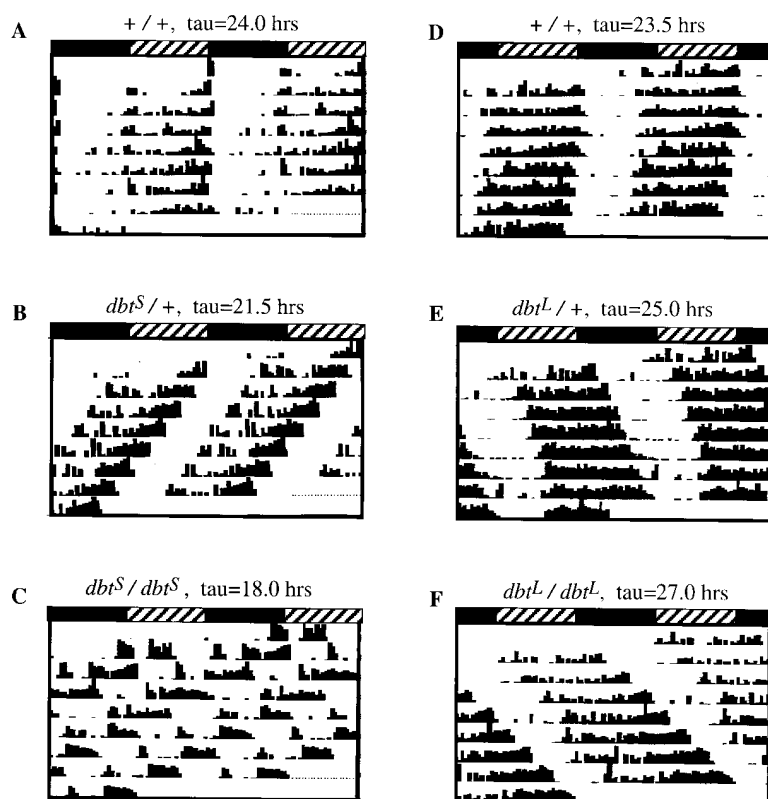 A
+ / +, tau=24.0 hrs
D
+ / +, tau=23.5 hrs
B
dbtS / +, tau=21.5 hrs
E
dbtL / +, tau=25.0 hrs
C
dbtS / dbtS, tau=18.0 hrs
F
dbtL / dbtL, tau=27.0 hrs